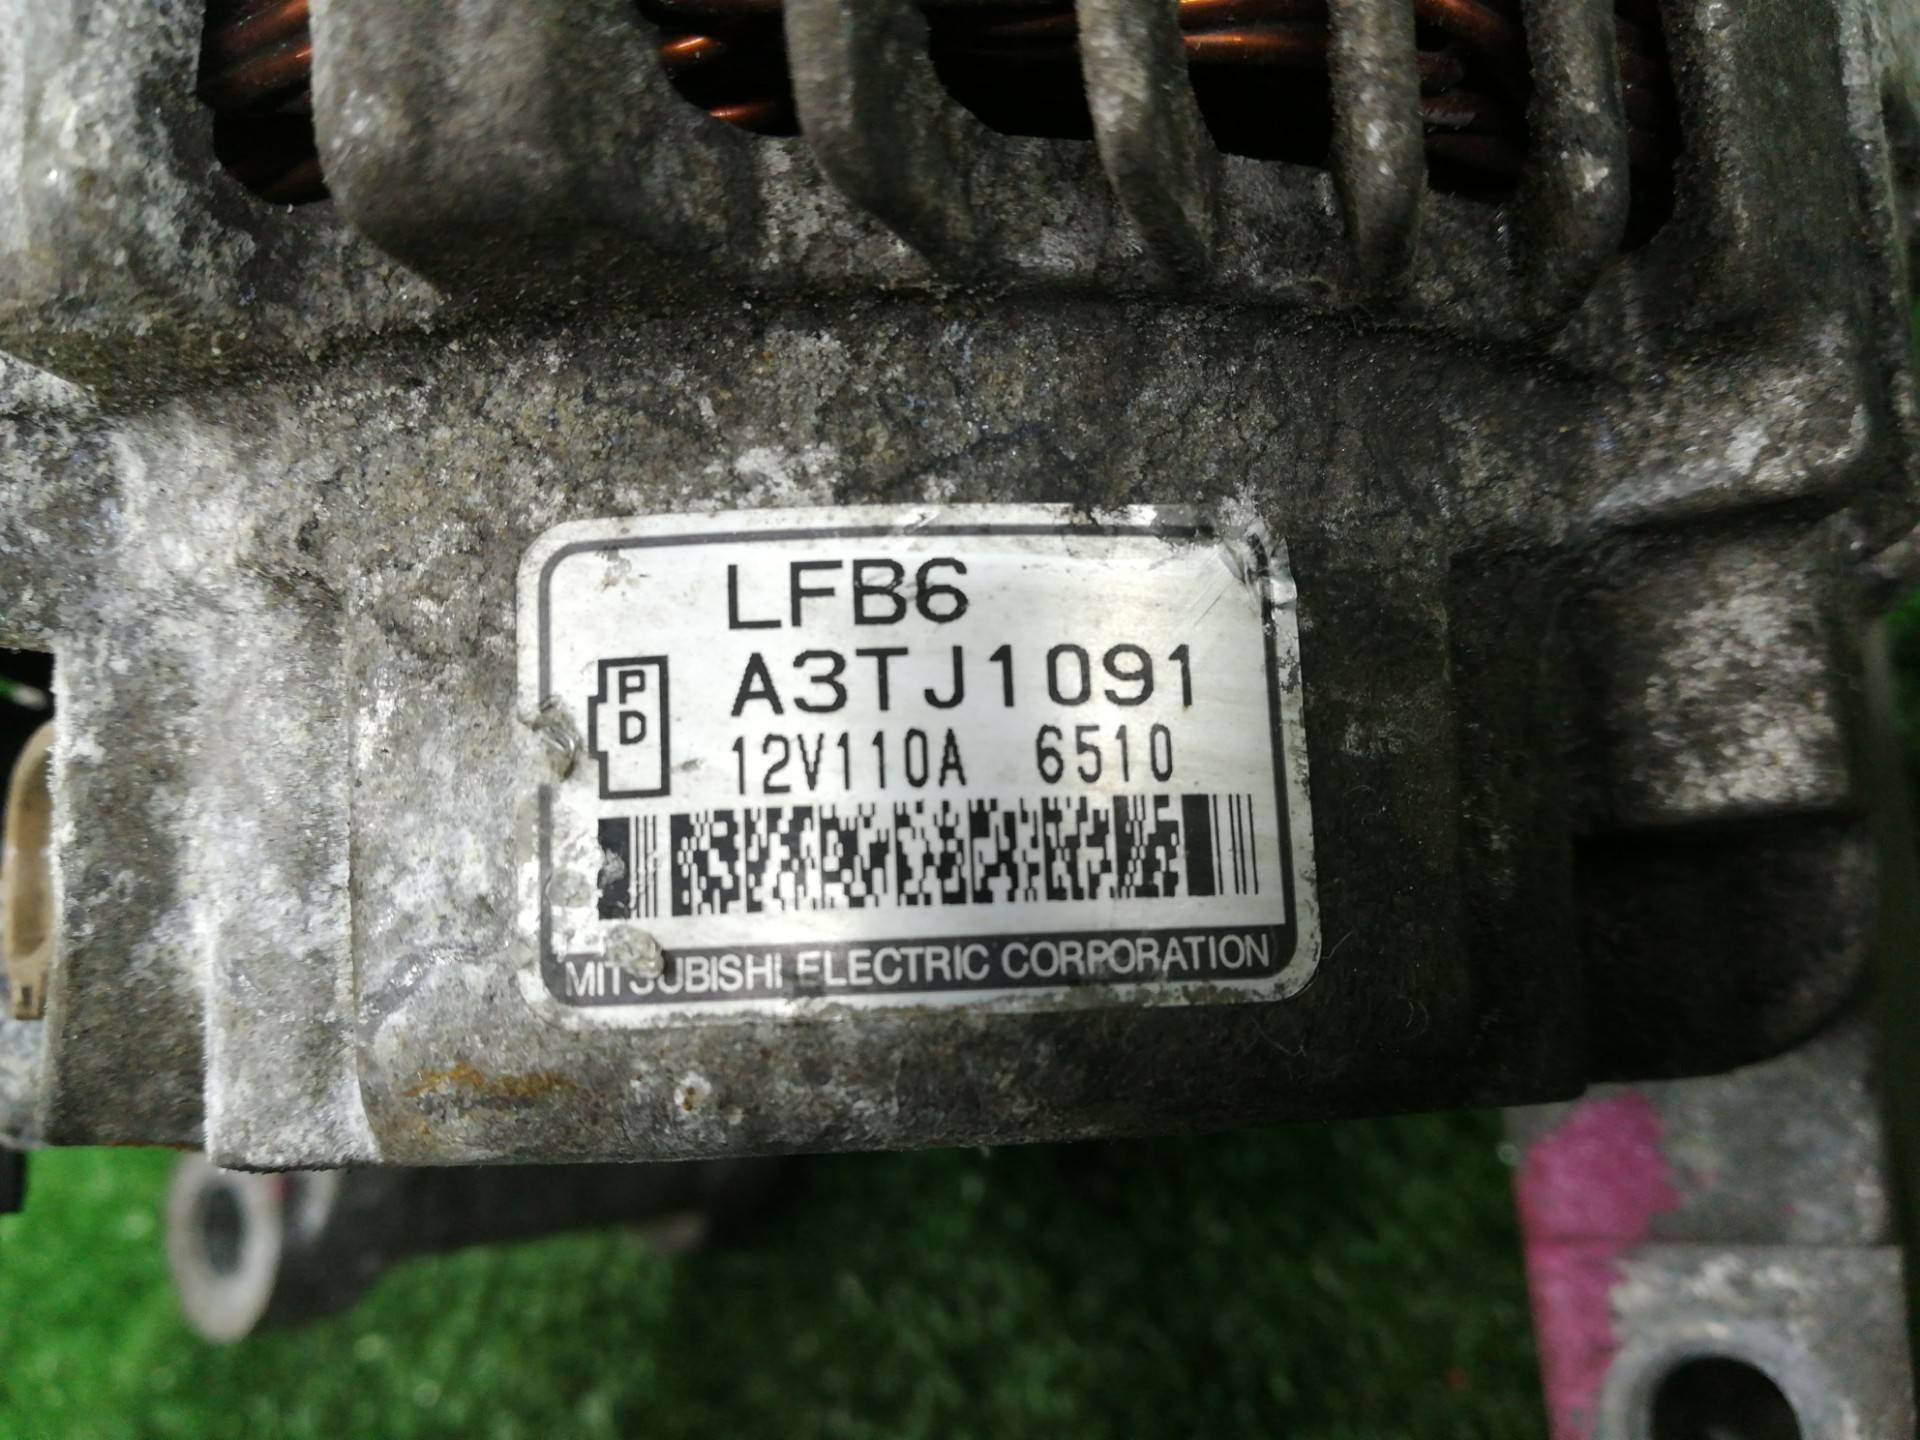 LFB6
A3TJ1091
PD
12V110A 6510
MITSUBISHI ELECTRIC CORPORATION